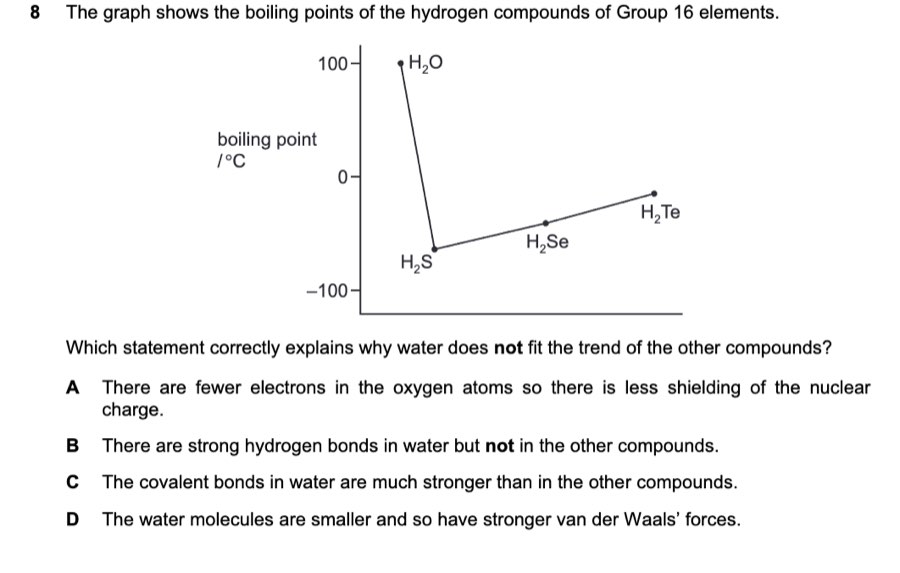 8 The graph shows the boiling points of the hydrogen compounds of Group 16 elements.
100
H₂O
boiling point
/°C
0
H₂Te
H₂Se
H₂S
–100
Which statement correctly explains why water does not fit the trend of the other compounds?
A There are fewer electrons in the oxygen atoms so there is less shielding of the nuclear
charge.
B There are strong hydrogen bonds in water but not in the other compounds.
C The covalent bonds in water are much stronger than in the other compounds.
D The water molecules are smaller and so have stronger van der Waals’ forces.